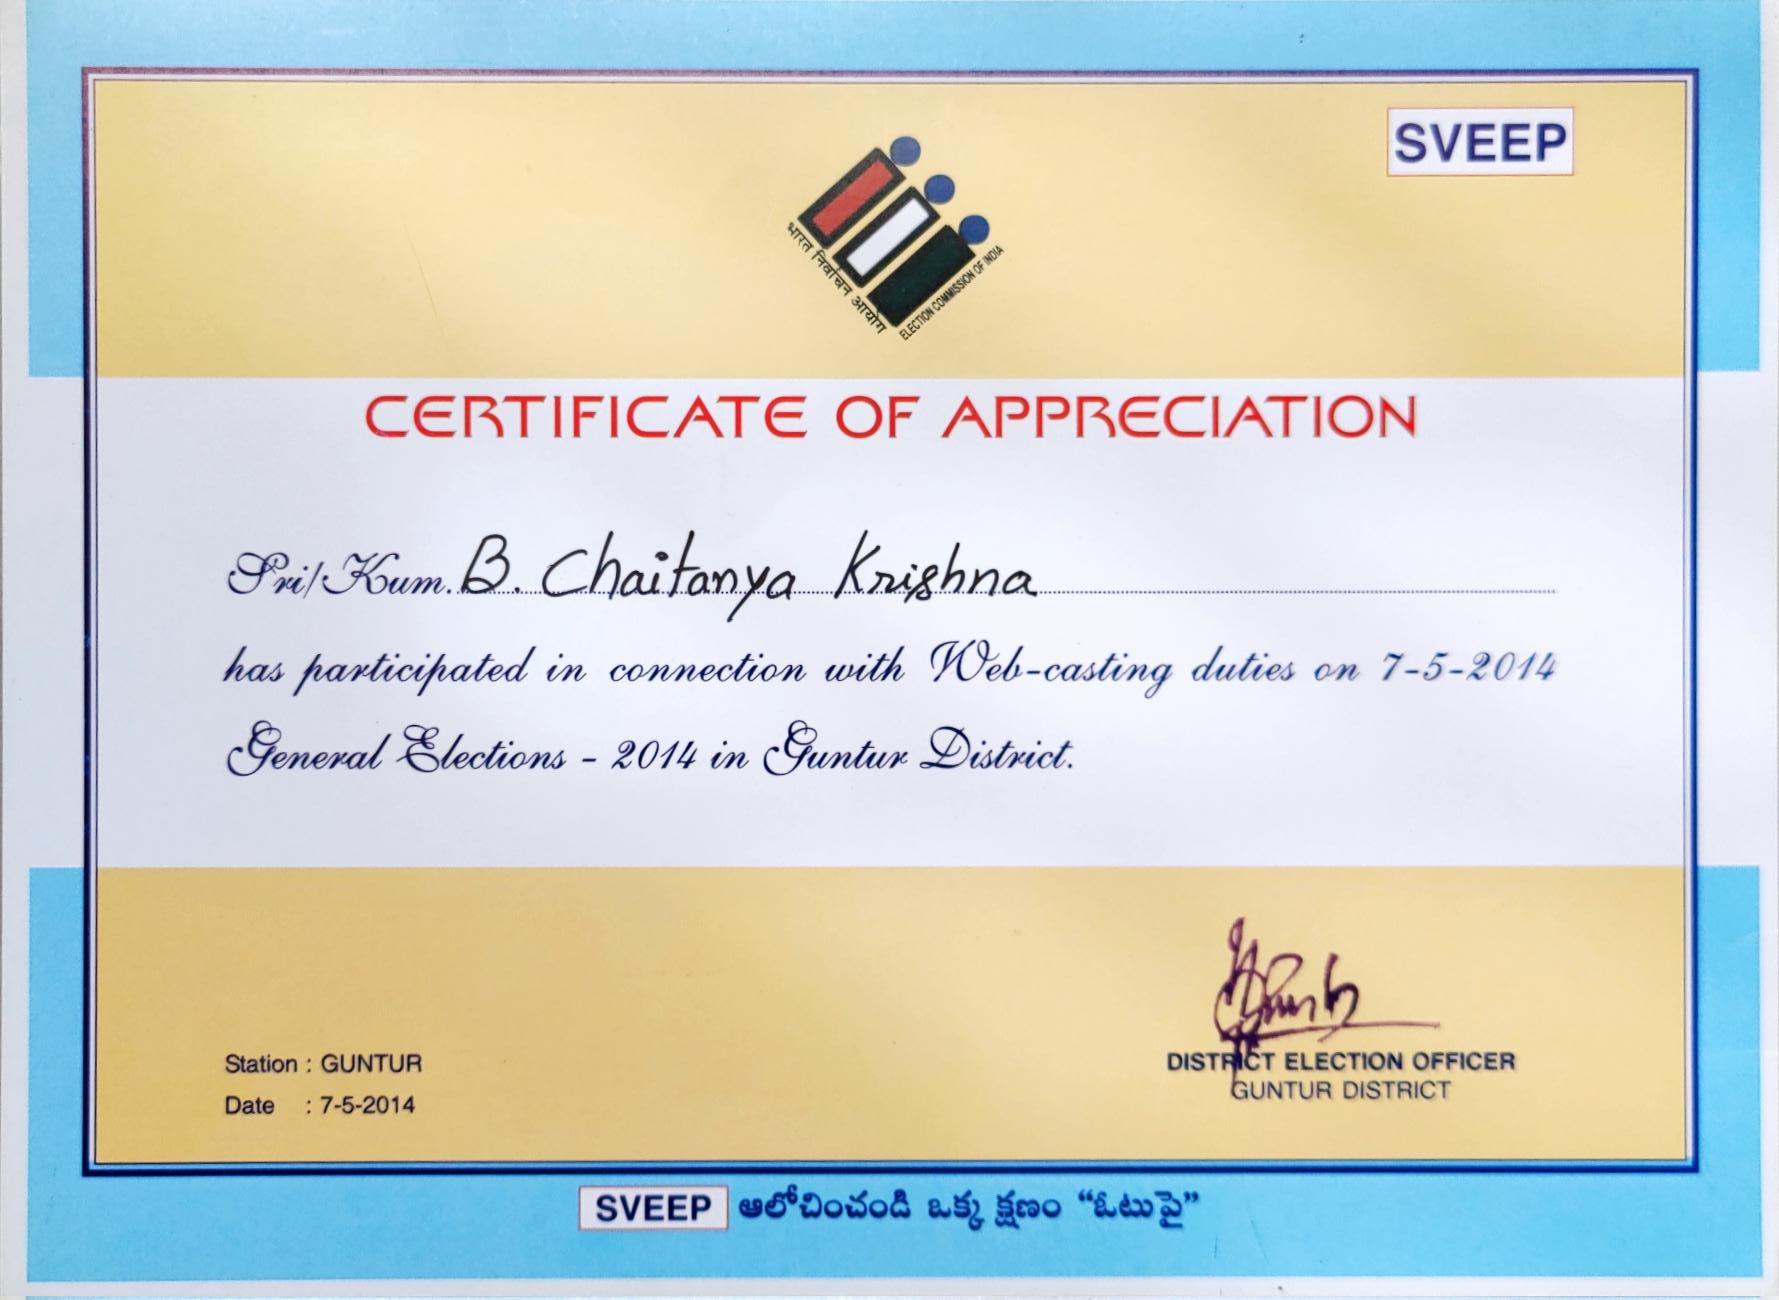 SVEEP
भारत निर्वाचन आयोग
ELECTION COMMISSION OF INDIA
CERTIFICATE OF APPRECIATION
Sri/Kum. B. Chaitanya Krishna
has participated in connection with Web-casting duties on 7-5-2014
General Elections - 2014 in Guntur District.
Station : GUNTUR
Date : 7-5-2014
DISTRICT ELECTION OFFICER
GUNTUR DISTRICT
SVEEP ఆలోచించండి ఒక్క క్షణం “ఓటుపై”